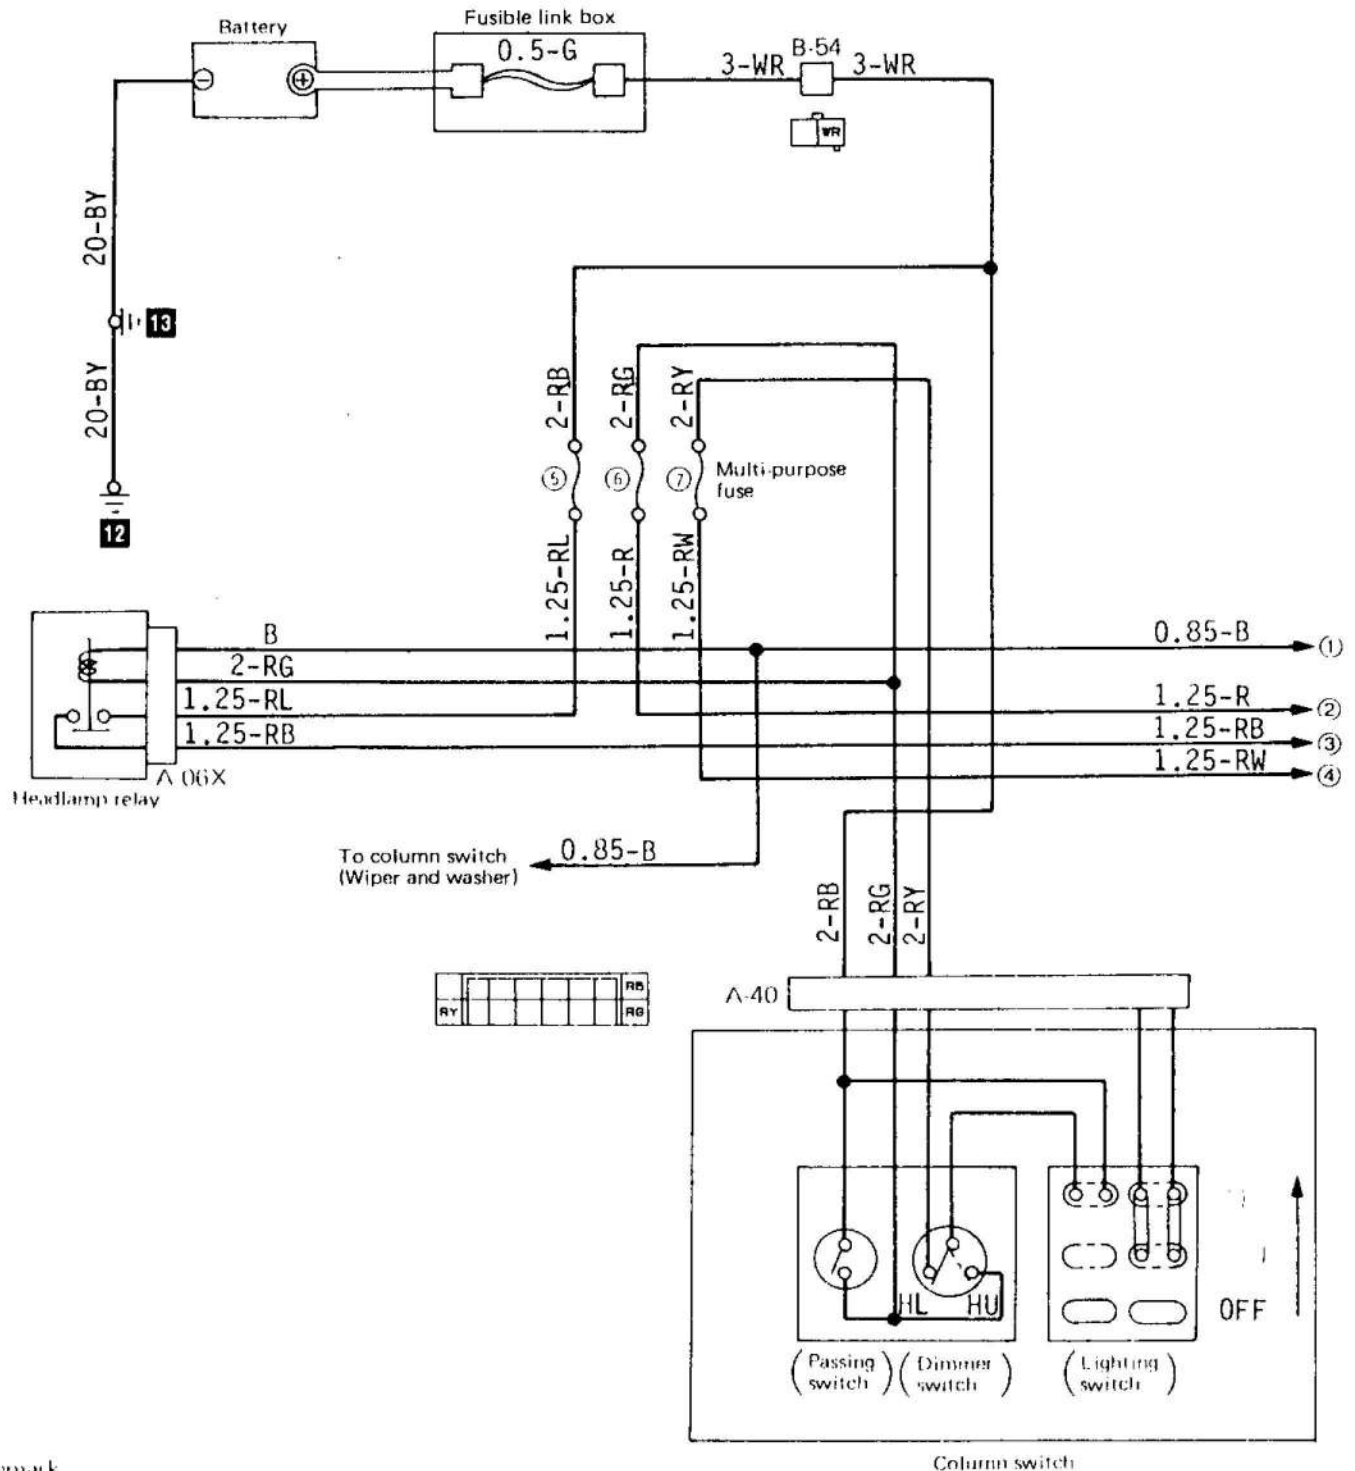 Battery
Fusible link box
0.5-G
3-WR
B-54
3-WR
WR
20-BY
13
20-BY
12
2-RB
2-RG
2-RY
5
6
7
Multi-purpose
fuse
1.25-RL
1.25-R
1.25-RW
B
2-RG
1.25-RL
1.25-RB
A-06X
Headlamp relay
0.85-B
1
1.25-R
2
1.25-RB
3
1.25-RW
4
To column switch
(Wiper and washer)
0.85-B
2-RB
2-RG
2-RY
RB
RY
RG
A-40
HL
HU
OFF
(Passing
switch)
(Dimmer
switch)
(Lighting
switch)
Column switch